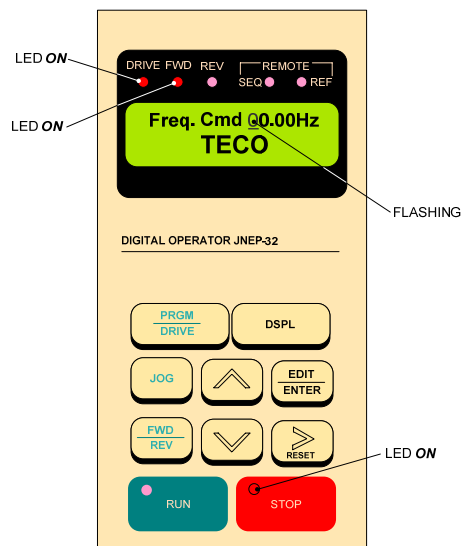 LED ON
DRIVE FWD REV REMOTE
SEQ REF
LED ON
Freq. Cmd 00.00Hz
TECO
FLASHING
DIGITAL OPERATOR JNEP-32
PRGM
DRIVE
DSPL
JOG
EDIT
ENTER
FWD
REV
RESET
LED ON
RUN
STOP